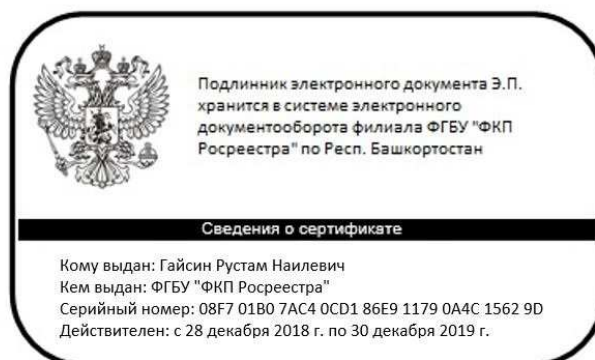 Подлинник электронного документа Э.П.
хранится в системе электронного
документооборота филиала ФГБУ "ФКП
Росреестра" по Респ. Башкортостан
Сведения о сертификате
Кому выдан: Гайсин Рустам Наилевич
Кем выдан: ФГБУ "ФКП Росреестра"
Серийный номер: 08F7 01B0 7AC4 0CD1 86E9 1179 0A4C 1562 9D
Действителен: с 28 декабря 2018 г. по 30 декабря 2019 г.